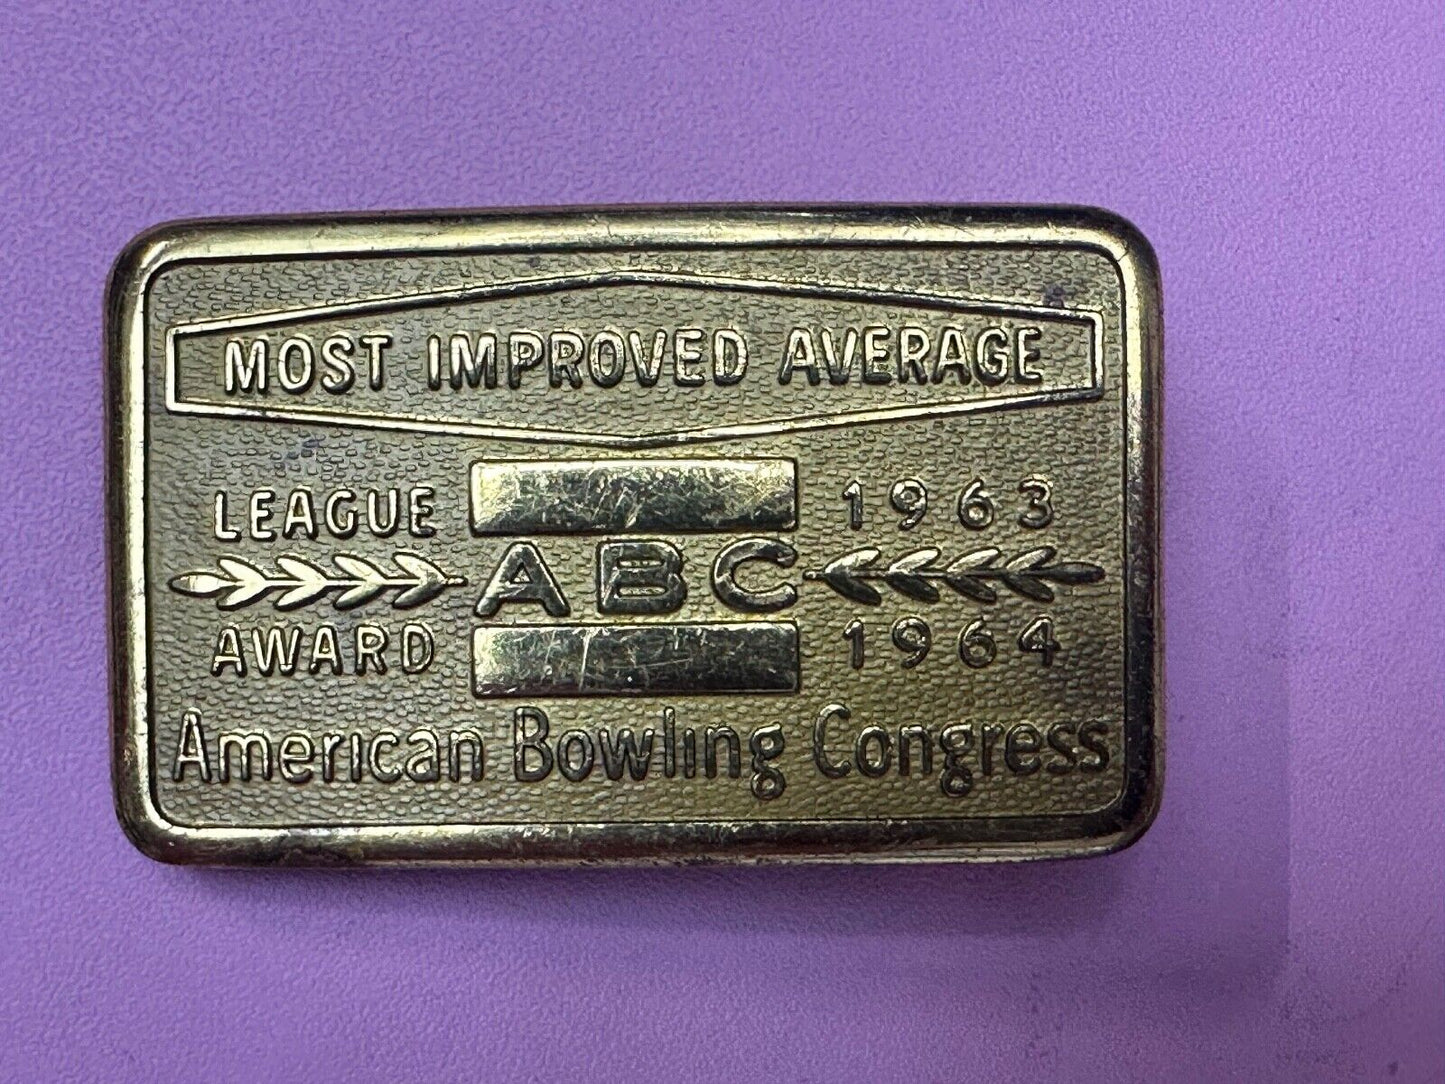 MOST IMPROVED AVERAGE
LEAGUE 1963
ABC
AWARD 1964
American Bowling Congress